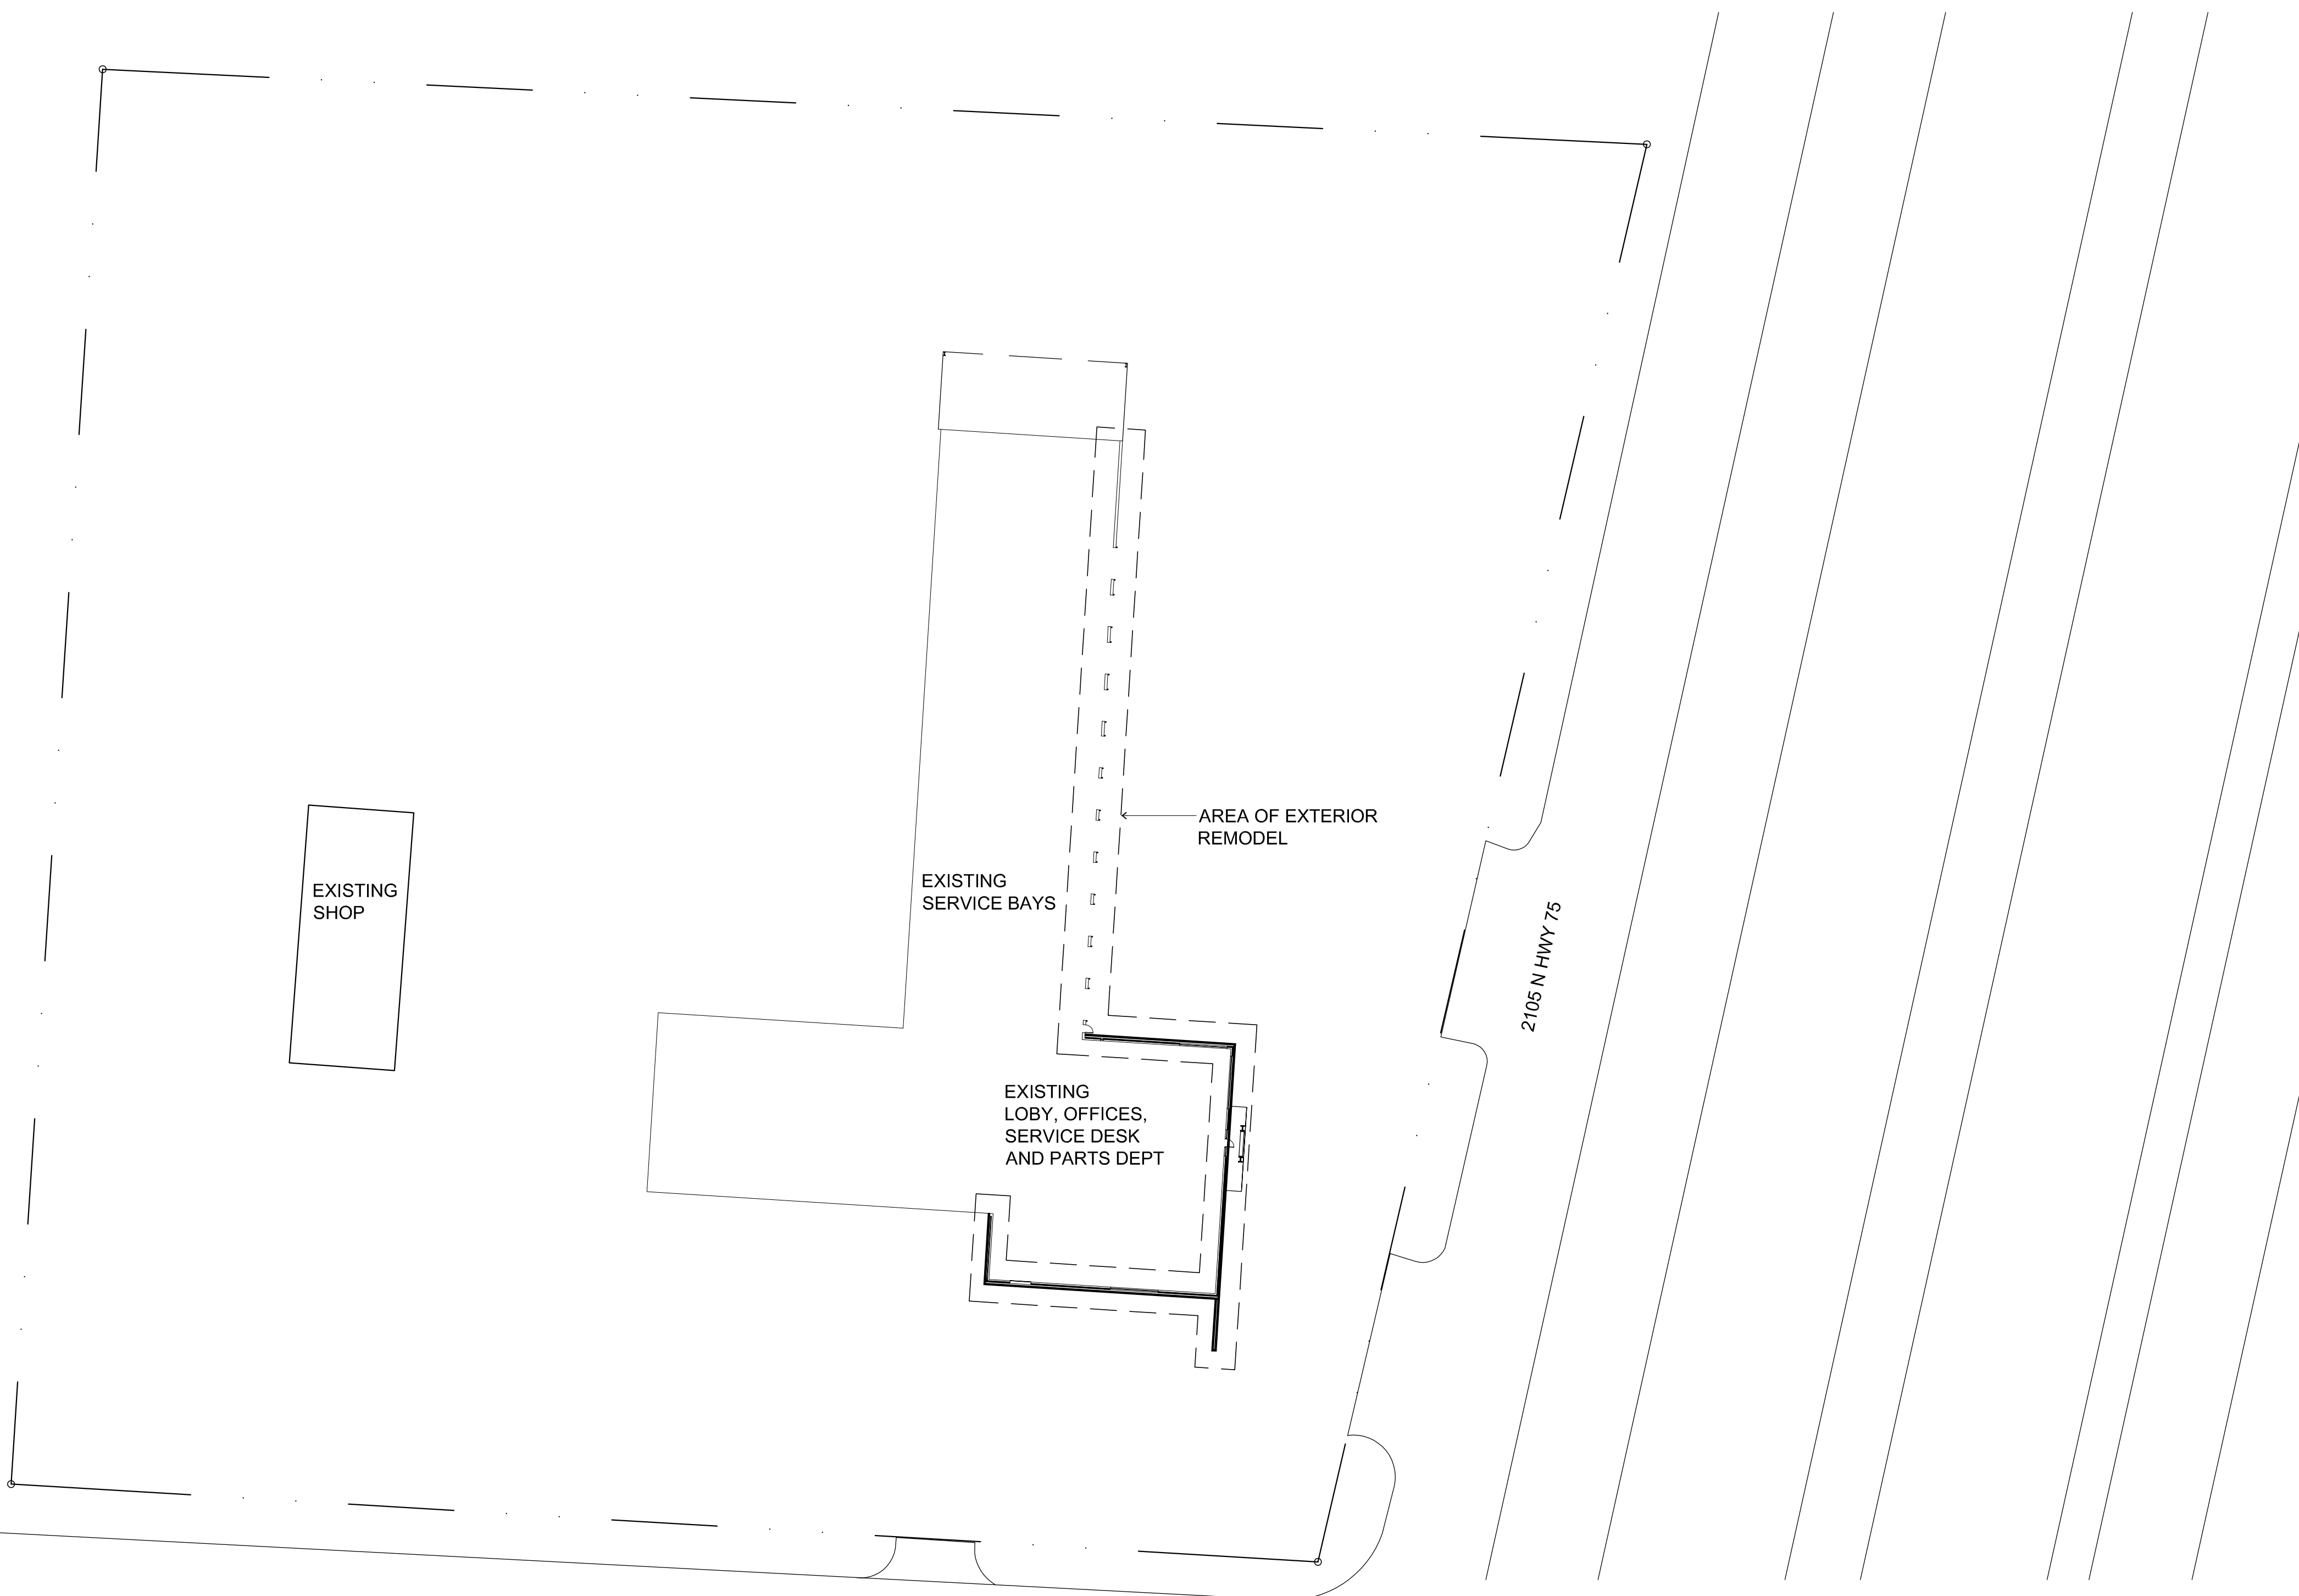 AREA OF EXTERIOR
REMODEL
EXISTING
SERVICE BAYS
EXISTING
SHOP
2105 N HWY 75
EXISTING
LOBY, OFFICES,
SERVICE DESK
AND PARTS DEPT